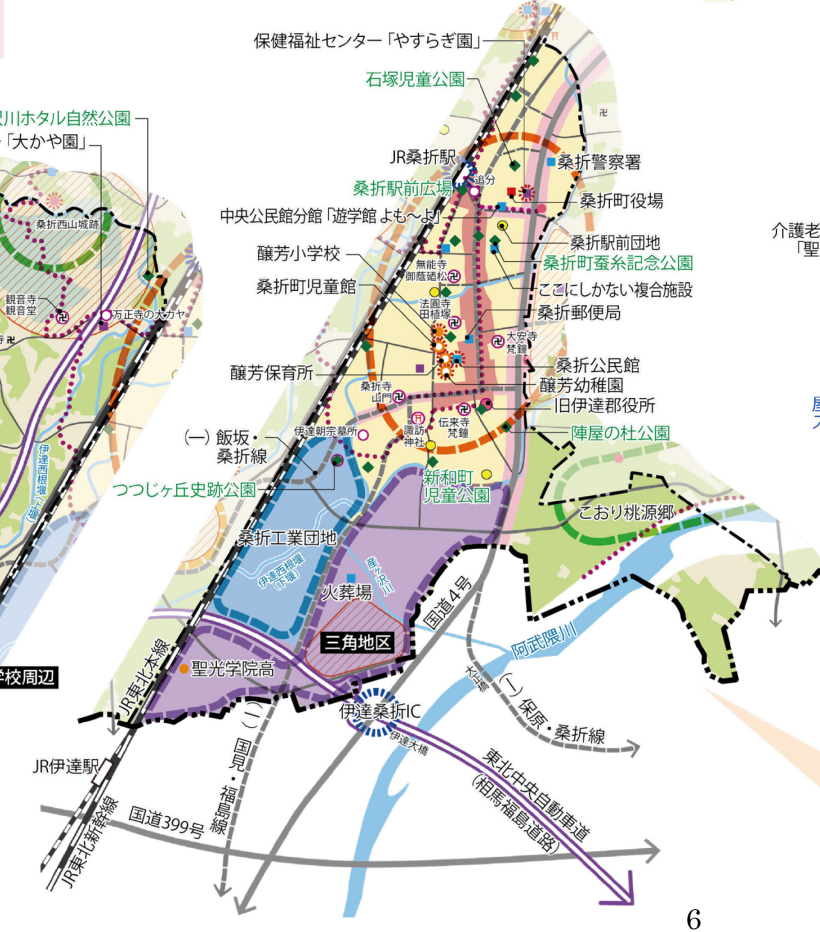 保健福祉センター「やすらぎ園」
石塚児童公園
沢川ホタル自然公園
「大かや園」
JR桑折駅
桑折警察署
追分
桑折駅前広場
桑折町役場
中央公民館分館「遊学館 よも〜よ」
桑折西山城跡
介護老
「聖
桑折駅前団地
醸芳小学校
無能寺
御蔭廼松
桑折町蚕糸記念公園
桑折町児童館
ここにしかない複合施設
観音寺
観音堂
万正寺の大カヤ
法圓寺
田植塚
桑折郵便局
大安寺
梵鐘
醸芳保育所
桑折公民館
桑折寺
山門
醸芳幼稚園
旧伊達郡役所
伊達朝宗墓所
諏訪
神社
伝来寺
梵鐘
陣屋の杜公園
(一)飯坂・
桑折線
伊達西根堰
(上堰)
つつじヶ丘史跡公園
新和町
児童公園
こおり桃源郷
桑折工業団地
産ヶ沢川
伊達西根堰
(下堰)
火葬場
国道4号
三角地区
阿武隈川
JR東北本線
聖光学院高
学校周辺
大正橋
(一)保原・桑折線
伊達桑折IC
伊達大橋
(一)国見・福島線
JR伊達駅
東北中央自動車道
(相馬福島道路)
国道399号
JR東北新幹線
6